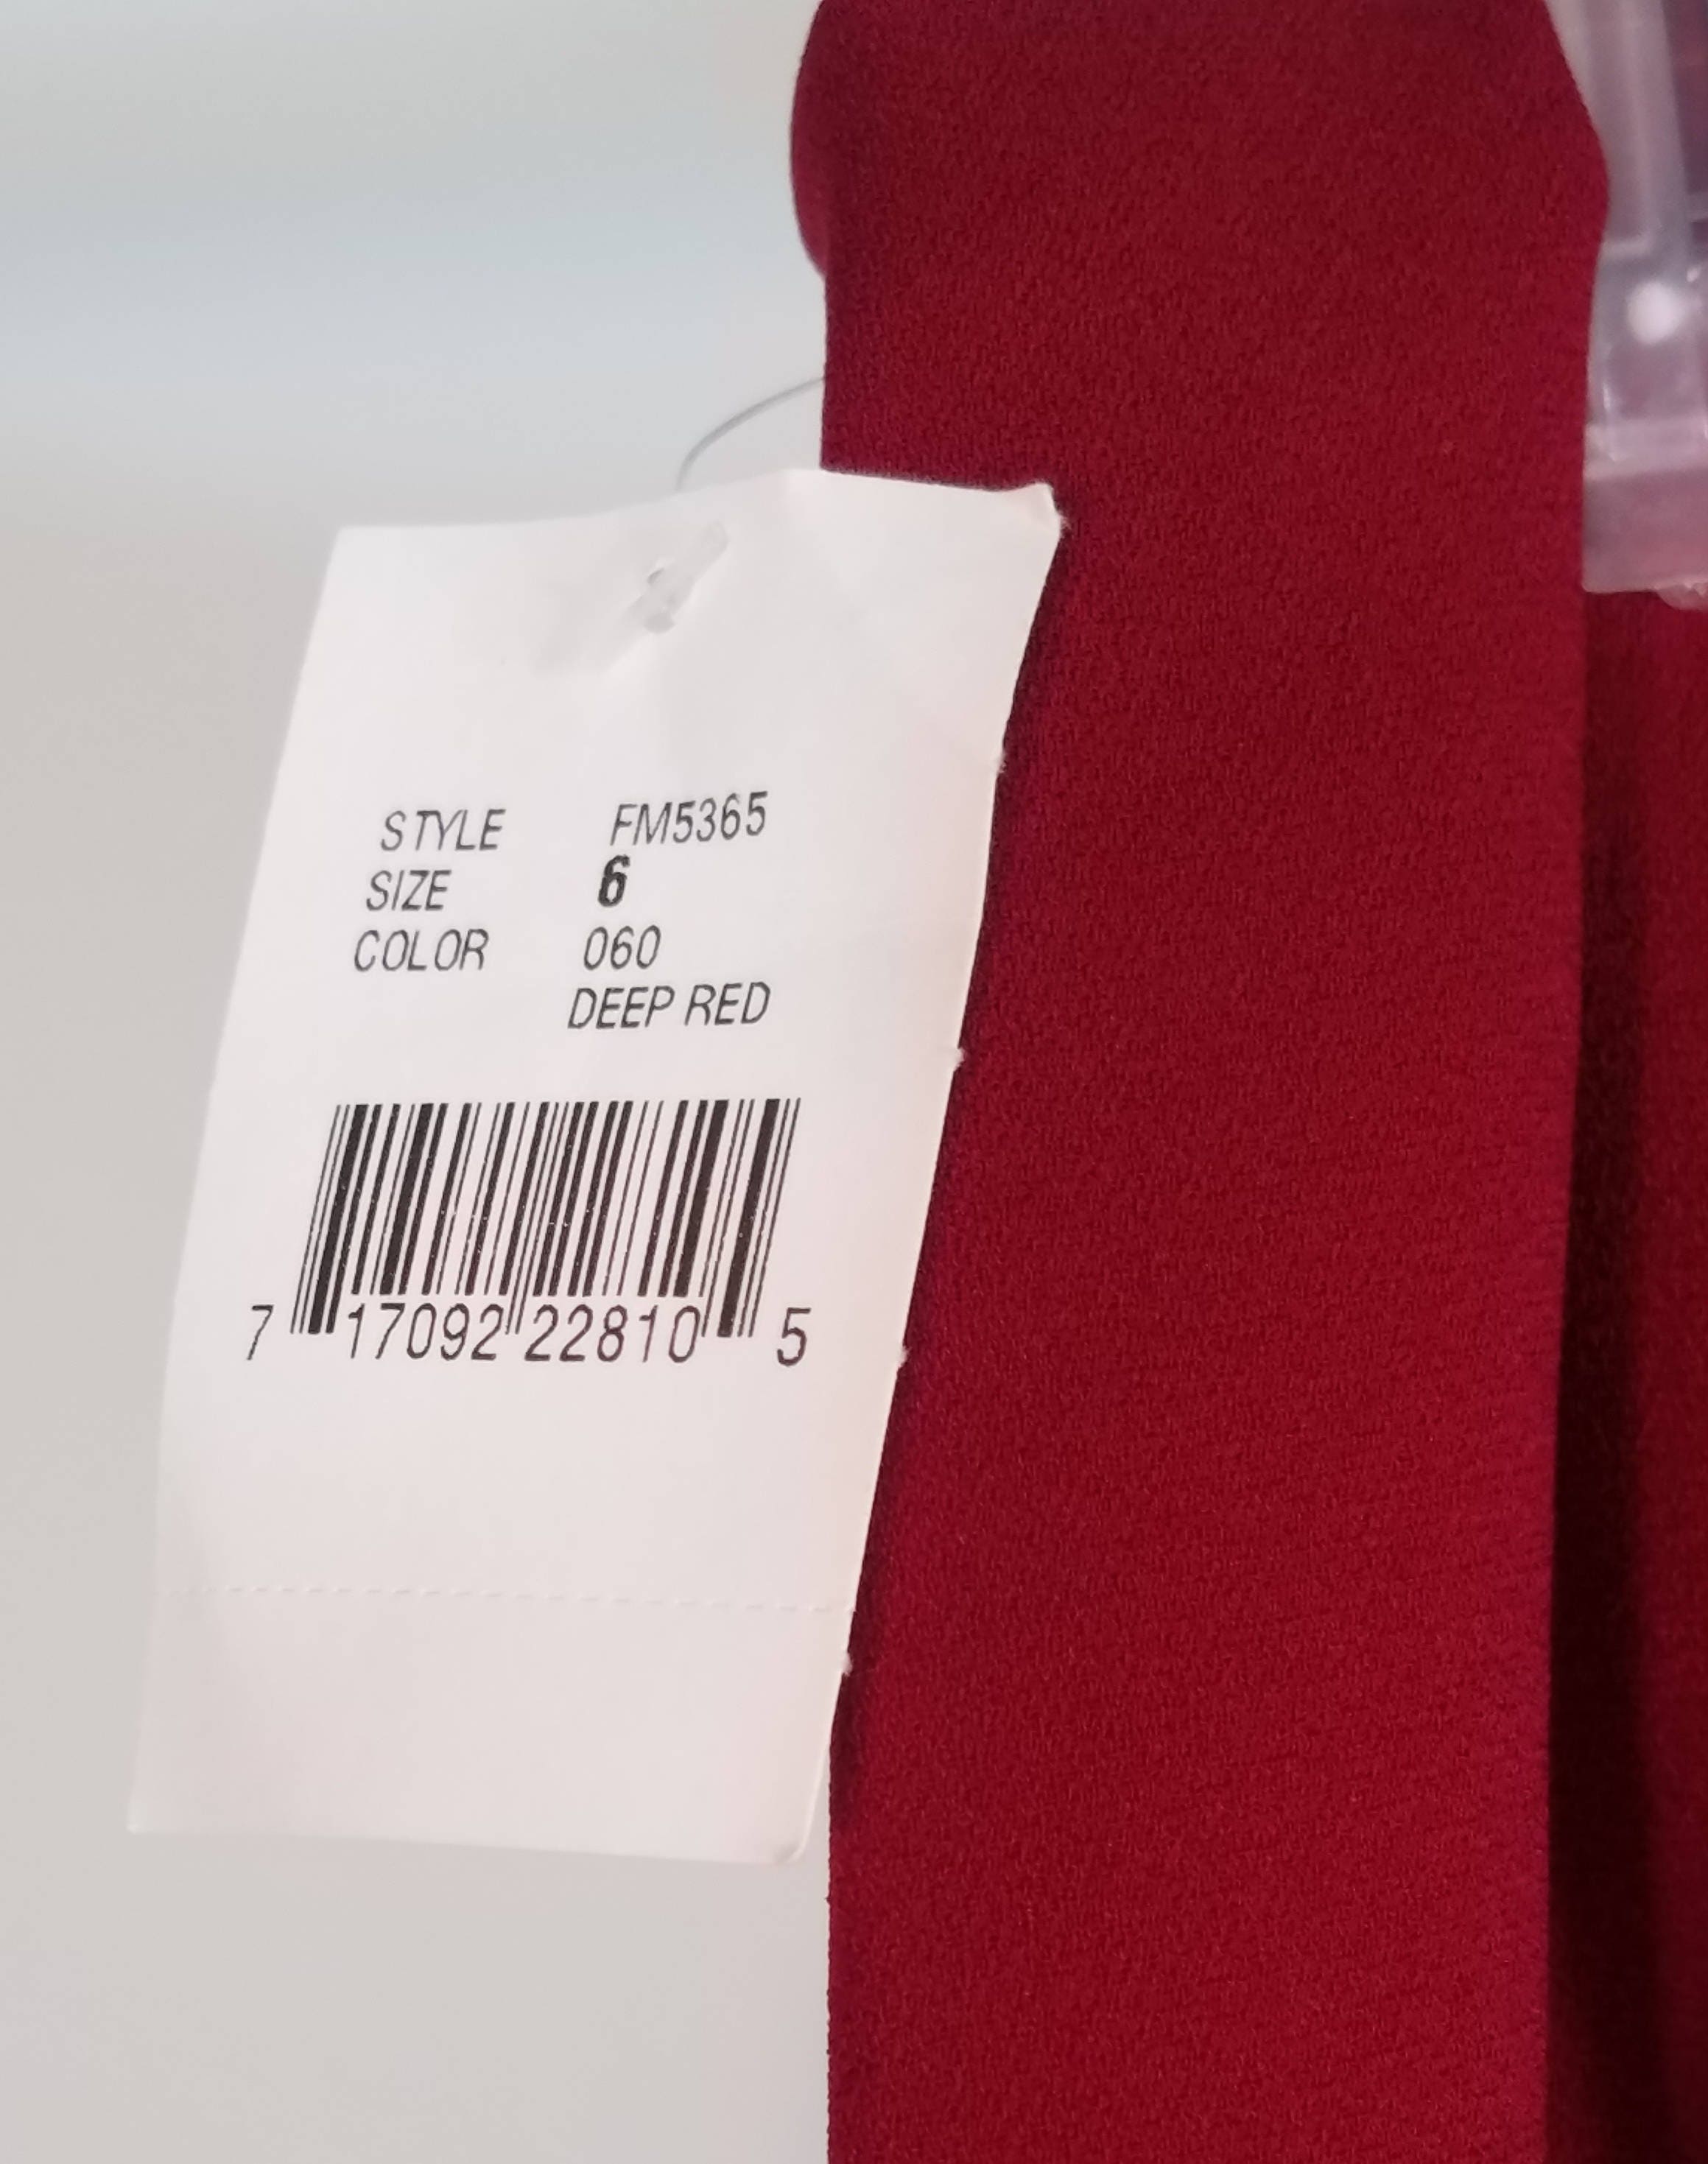 STYLE FM5365
SIZE 6
COLOR 060
DEEP RED
7 17092 22810 5